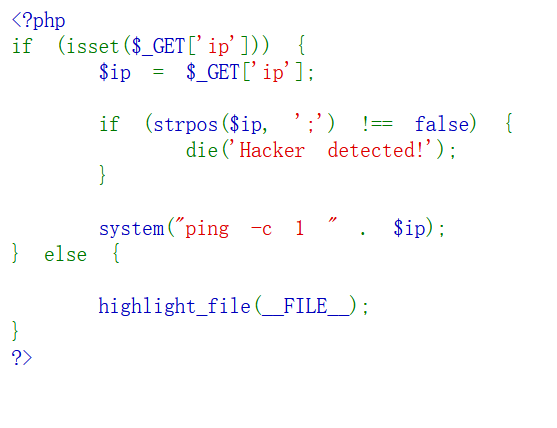 <?php
if (isset($_GET['ip'])) {
$ip = $_GET['ip'];
if (strpos($ip, ';') !== false) {
die('Hacker detected!');
}
system("ping -c 1 " . $ip);
} else {
highlight_file(__FILE__);
}
?>